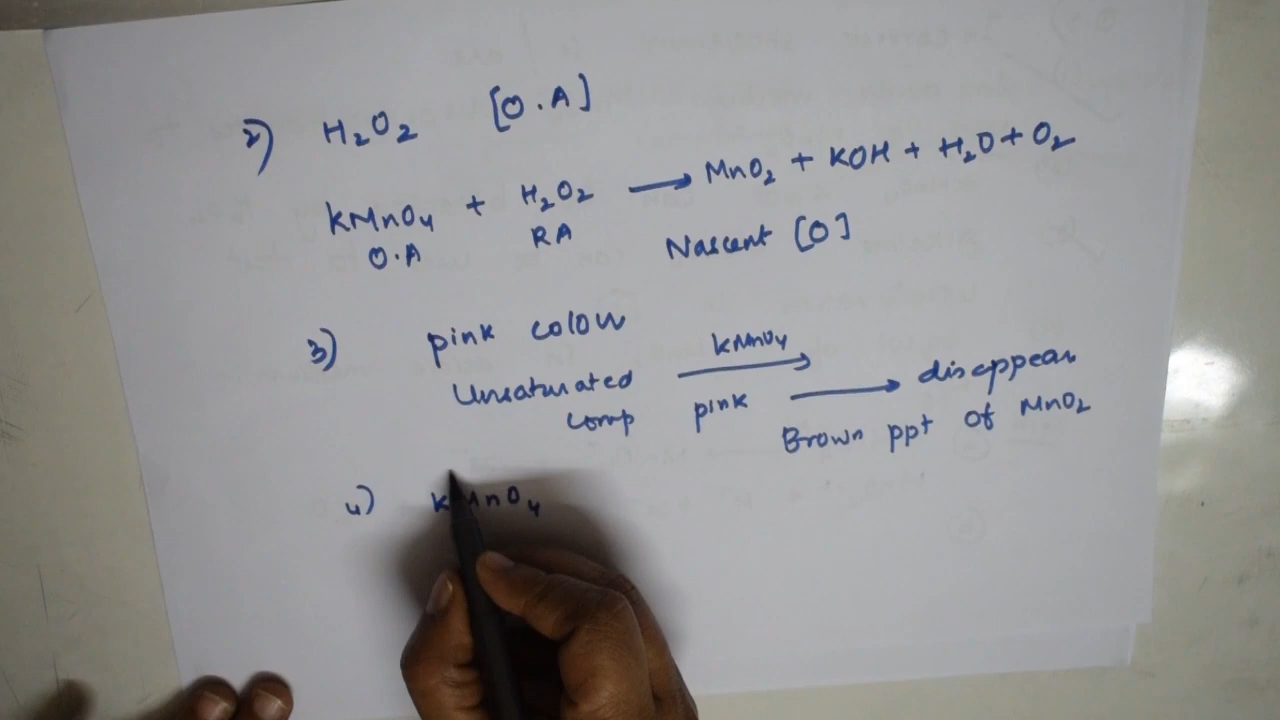 2) H₂O₂ [O.A]
KMnO₄ + H₂O₂ → MnO₂ + KOH + H₂O + O₂
O.A RA Nascent [O]
3) pink colour
Unsaturated KMnO₄ → disappear
comp pink → Brown ppt of MnO₂
4) KMnO₄